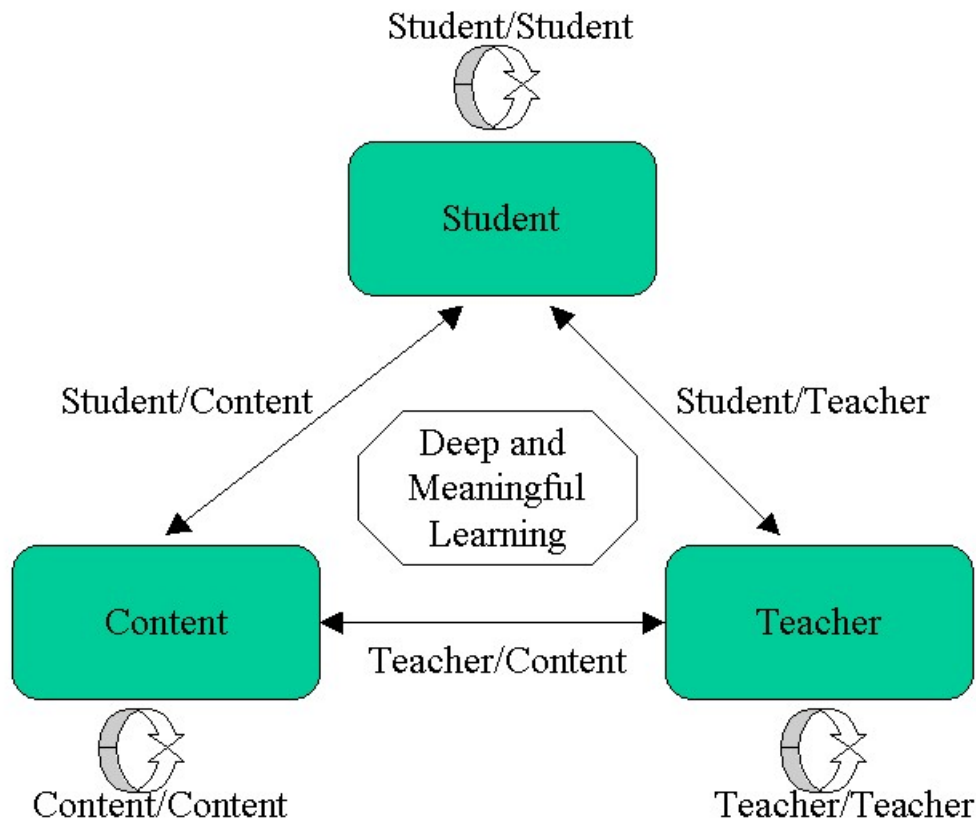 Student/Student
Student
Student/Content
Student/Teacher
Deep and
Meaningful
Learning
Content
Teacher
Teacher/Content
Content/Content
Teacher/Teacher